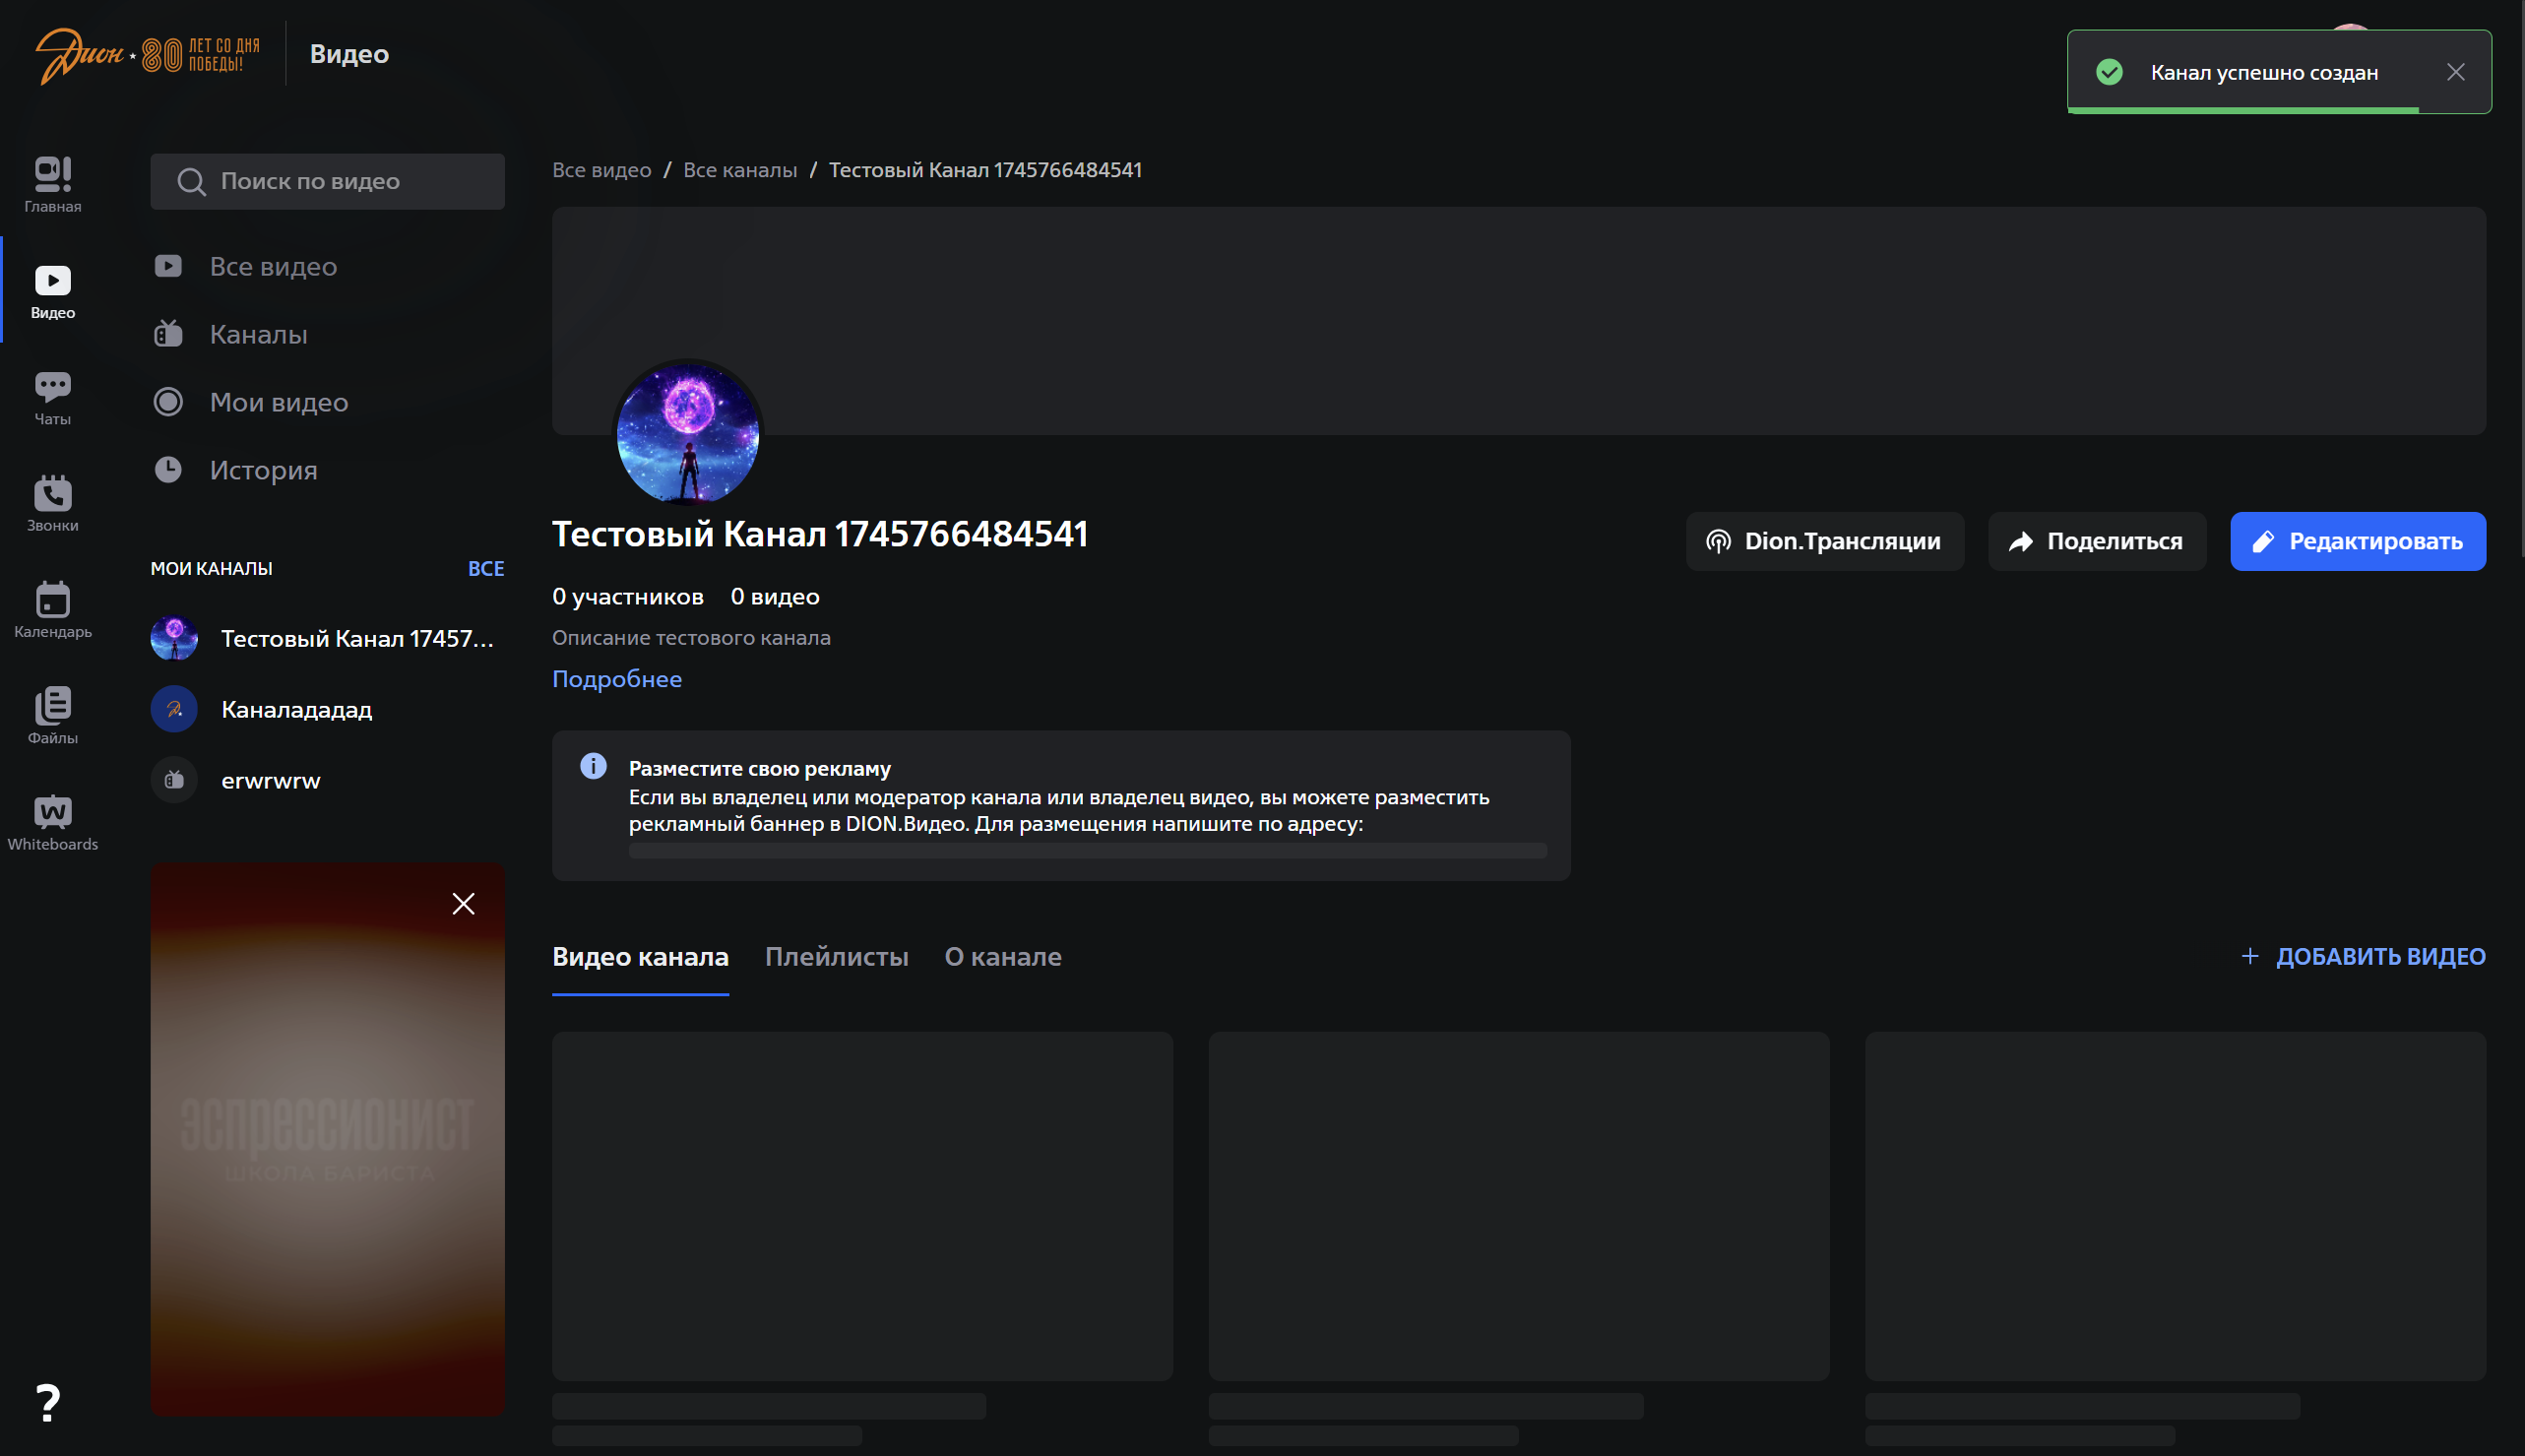 Дион 80 ЛЕТ СО ДНЯ
ПОБЕДЫ!
Видео
Канал успешно создан
Главная
Видео
Чаты
Звонки
Календарь
Файлы
Whiteboards
?
Поиск по видео
Все видео
Каналы
Мои видео
История
МОИ КАНАЛЫ ВСЕ
Тестовый Канал 17457...
Каналададад
erwrwrw
ЭСПРЕССИОНИСТ
ШКОЛА БАРИСТА
Все видео / Все каналы / Тестовый Канал 1745766484541
Тестовый Канал 1745766484541
Dion.Трансляции
Поделиться
Редактировать
0 участников 0 видео
Описание тестового канала
Подробнее
Разместите свою рекламу
Если вы владелец или модератор канала или владелец видео, вы можете разместить
рекламный баннер в DION.Видео. Для размещения напишите по адресу:
Видео канала Плейлисты О канале
+ ДОБАВИТЬ ВИДЕО